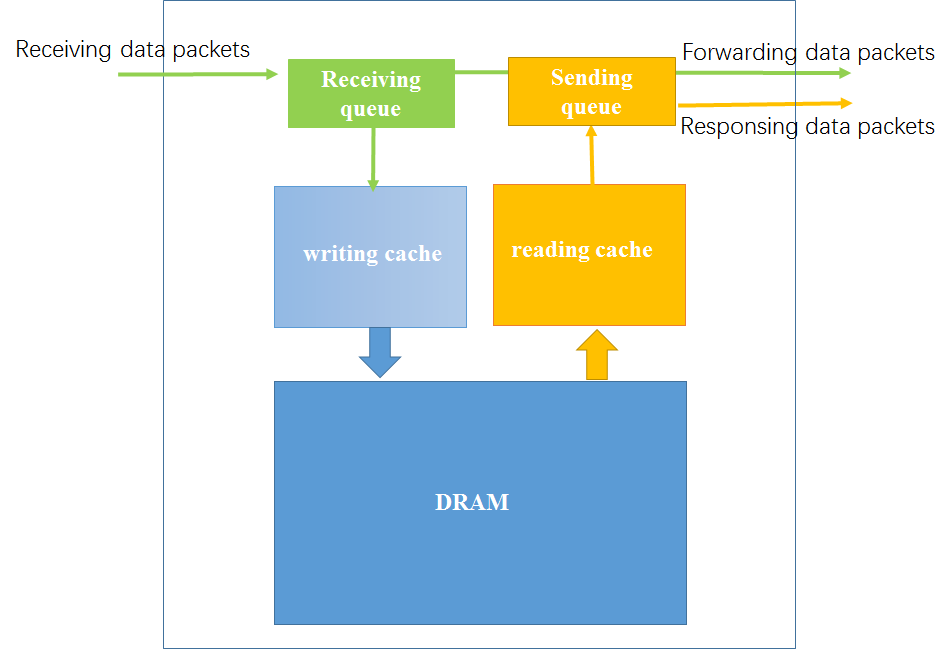 Receiving data packets
Forwarding data packets
Receiving
queue
Sending
queue
Responsing data packets
writing cache
reading cache
DRAM